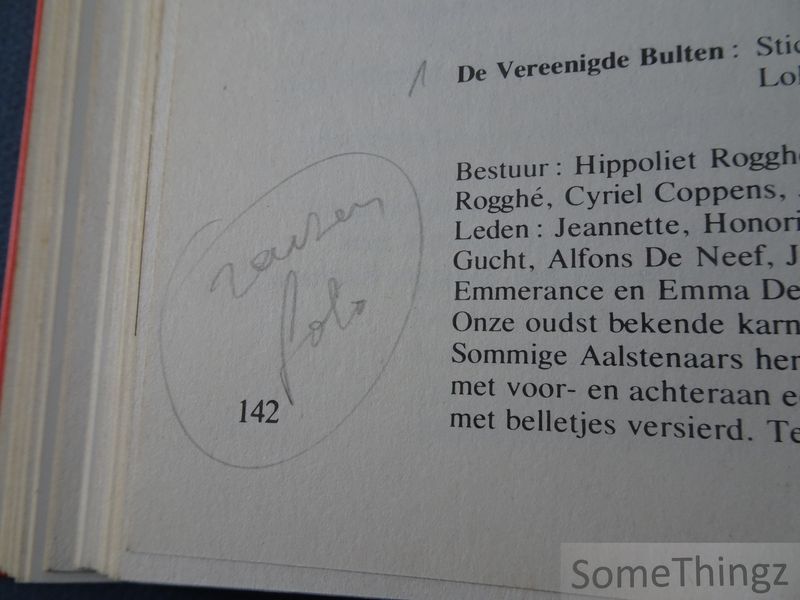 De Vereenigde Bulten : Stic
Lol
Bestuur : Hippoliet Roggh
Rogghé, Cyriel Coppens,
Leden : Jeannette, Honori
Gucht, Alfons De Neef, J
Emmerance en Emma De
Onze oudst bekende karn
Sommige Aalstenaars her
met voor- en achteraan e
met belletjes versierd. Te
foto
142
SomeThingz